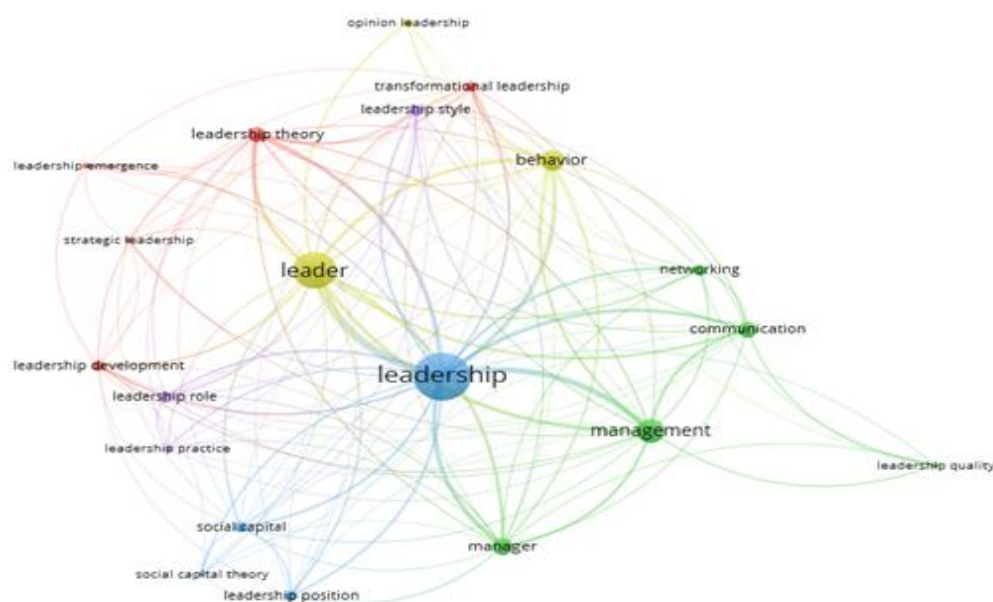 opinion leadership
transformational leadership
leadership style
leadership theory
behavior
leadership emergence
strategic leadership
leader
networking
communication
leadership development
leadership
leadership role
management
leadership practice
leadership quality
social capital
manager
social capital theory
leadership position